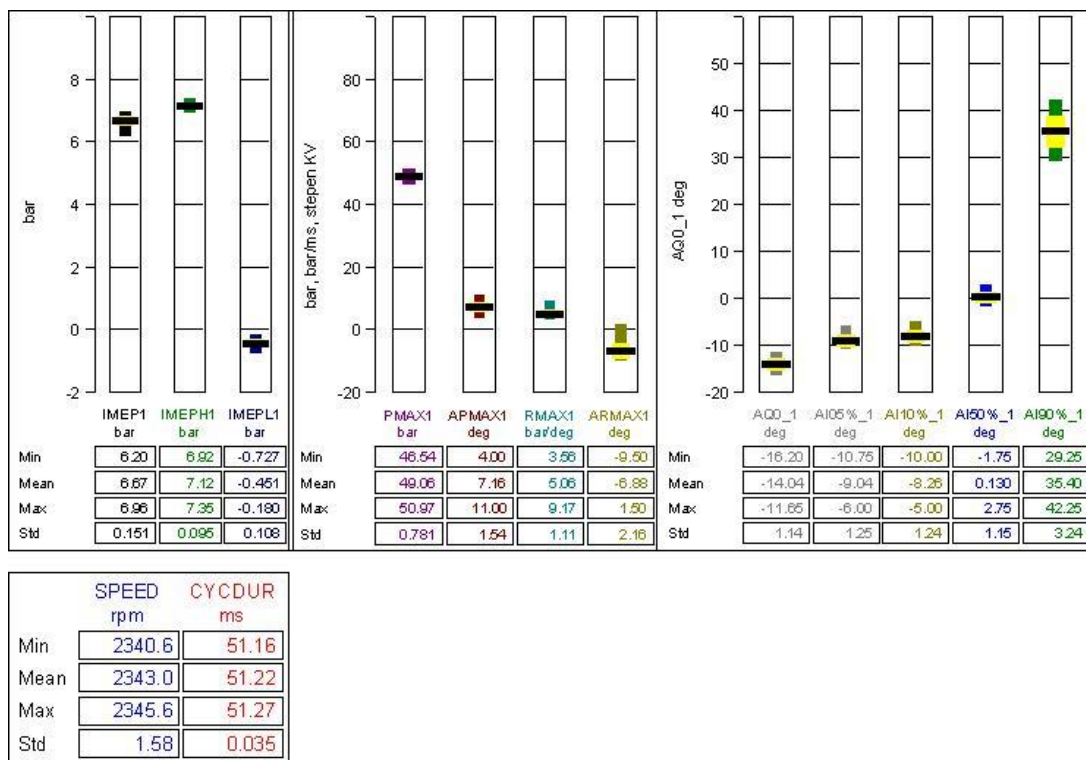 bar
8
6
4
2
0
-2
bar, bar/ms, stepen KV
80
60
40
20
0
-20
AQ0_1 deg
50
40
30
20
10
0
-10
-20
IMEP1 IMEPH1 IMEPL1
bar bar bar
Min 6.20 6.92 -0.727
Mean 6.67 7.12 -0.451
Max 6.96 7.35 -0.180
Std 0.151 0.095 0.108
PMAX1 APMAX1 RMAX1 ARMAX1
bar deg bar/deg deg
Min 46.54 4.00 3.56 -9.50
Mean 49.06 7.16 5.06 -6.88
Max 50.97 11.00 9.17 1.50
Std 0.781 1.54 1.11 2.16
AQ0_1 AI05%_1 AI10%_1 AI50%_1 AI90%_1
deg deg deg deg deg
Min -16.20 -10.75 -10.00 -1.75 29.25
Mean -14.04 -9.04 -8.26 0.130 35.40
Max -11.65 -6.00 -5.00 2.75 42.25
Std 1.14 1.25 1.24 1.15 3.24
SPEED CYCDUR
rpm ms
Min 2340.6 51.16
Mean 2343.0 51.22
Max 2345.6 51.27
Std 1.58 0.035